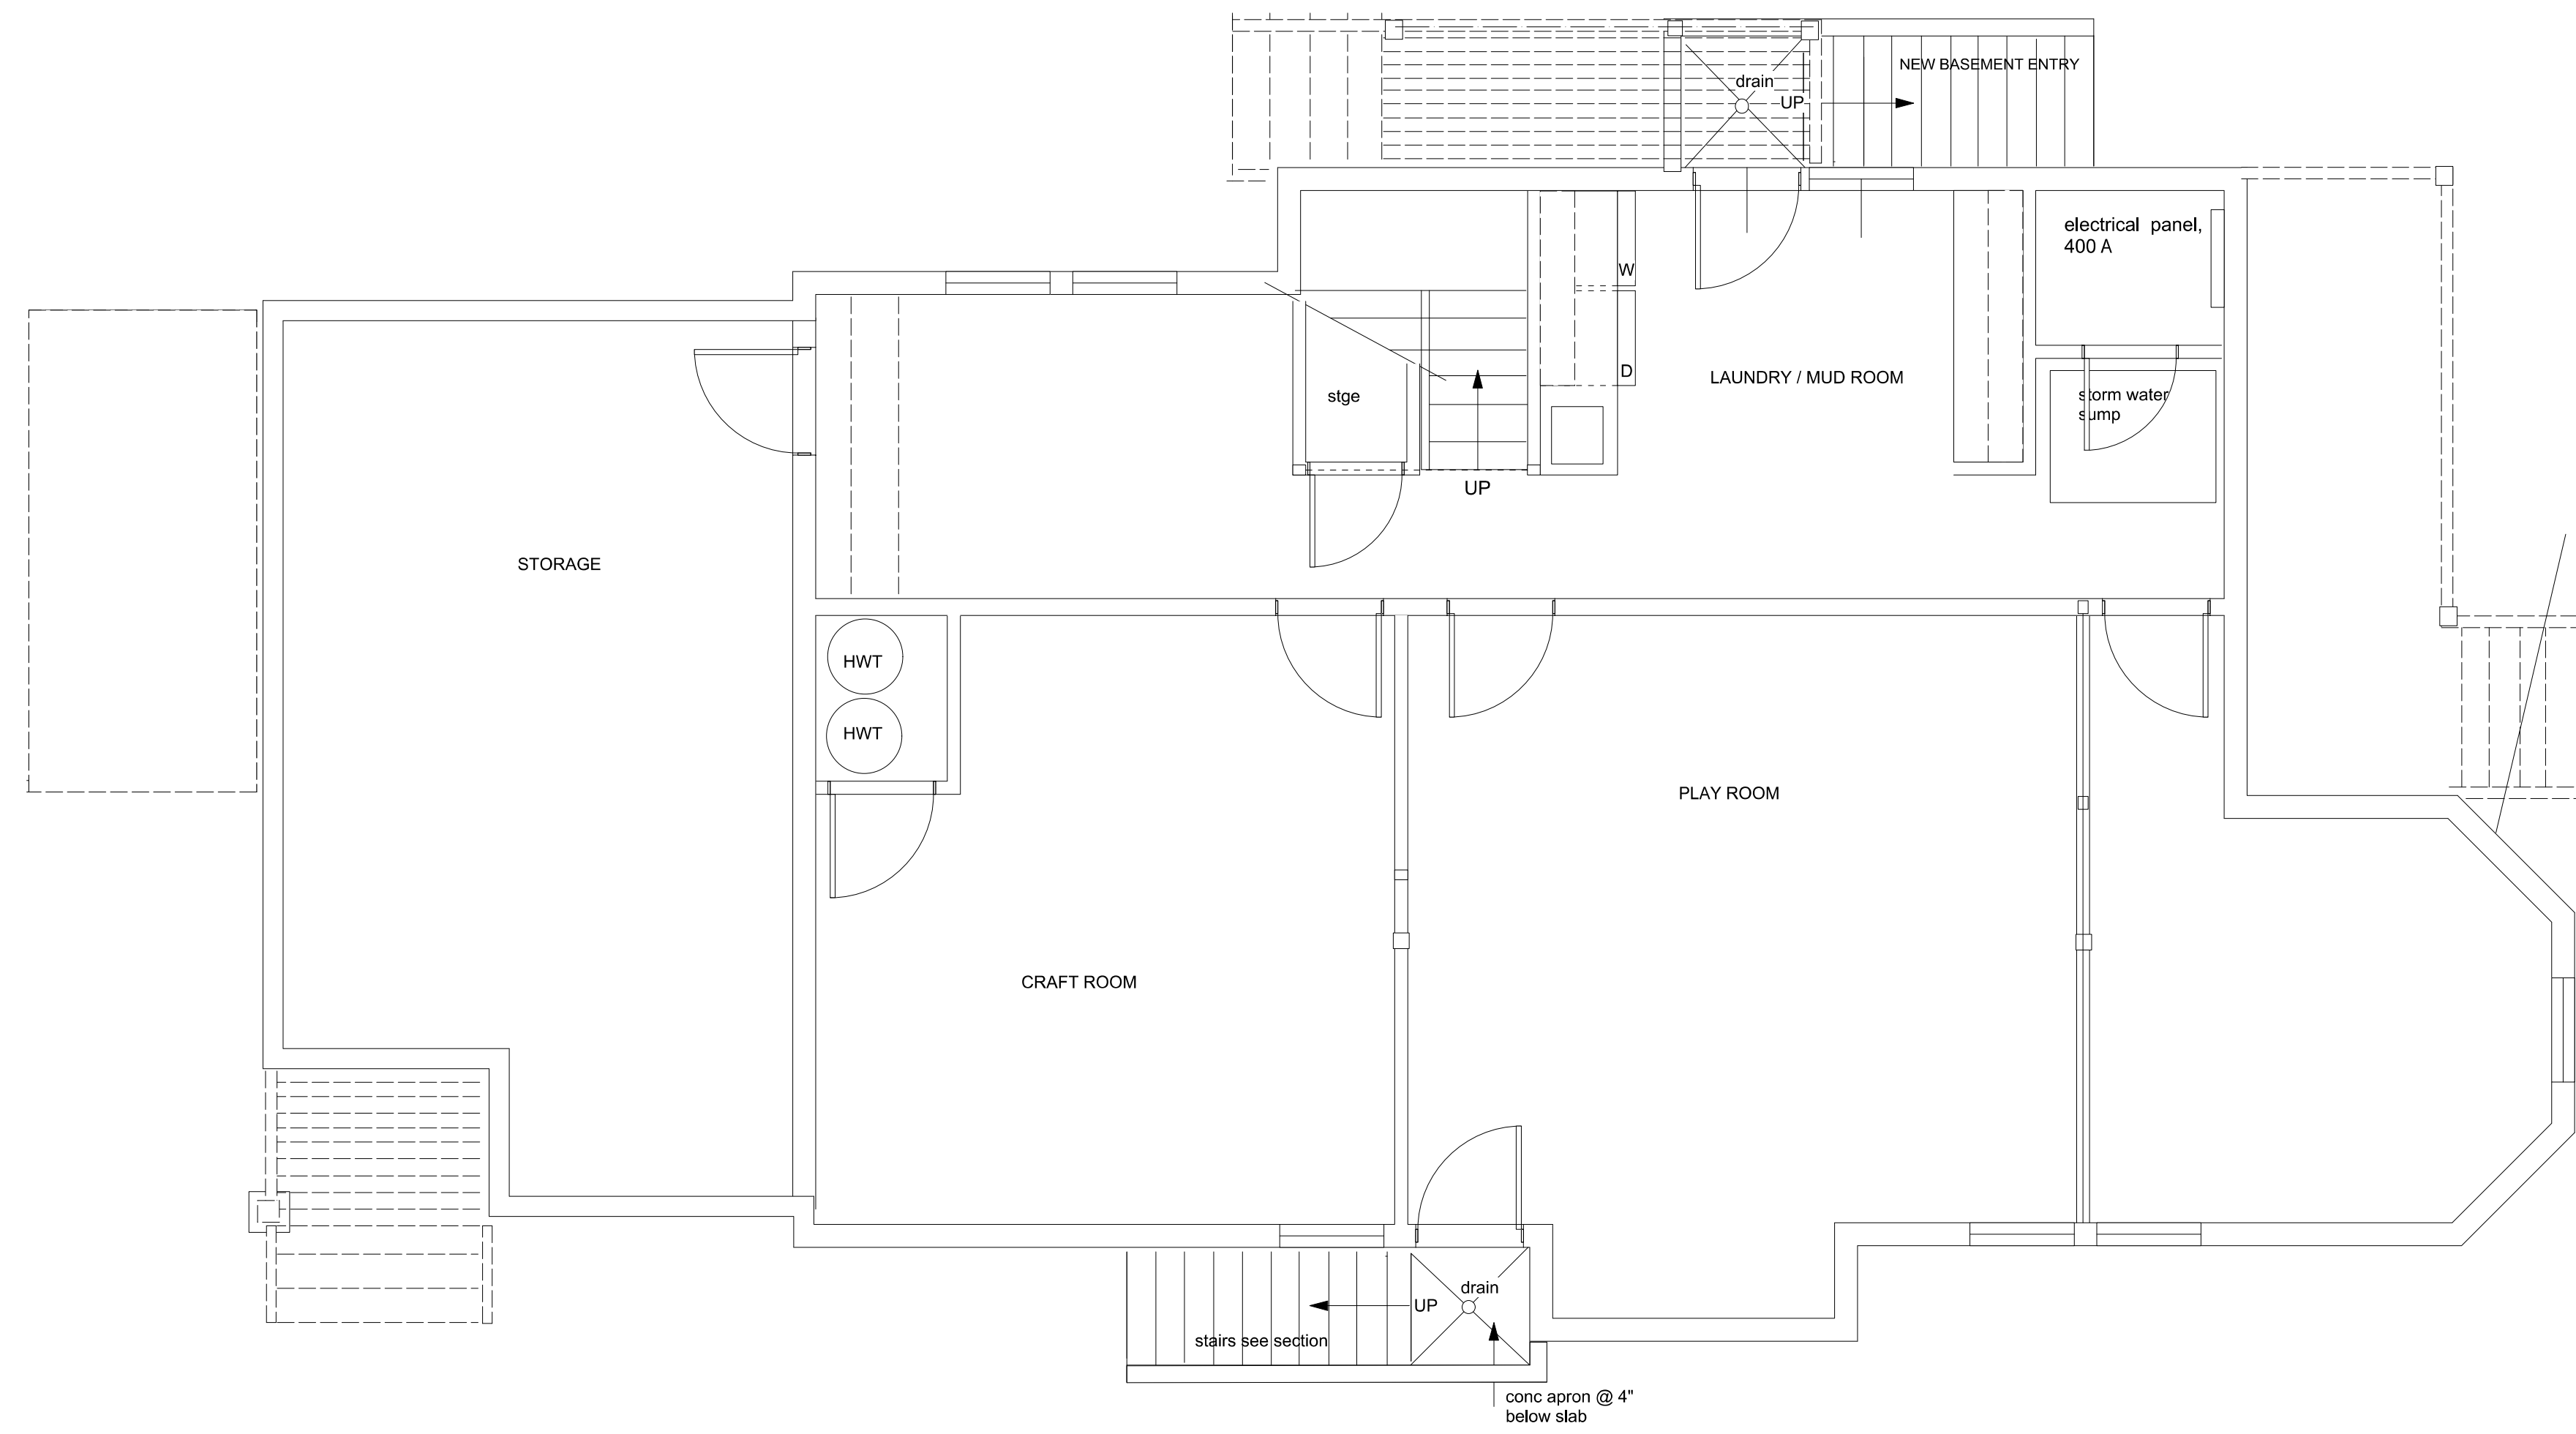 NEW BASEMENT ENTRY
drain
UP
electrical panel,
400 A
W
D
LAUNDRY / MUD ROOM
stge
storm water
sump
UP
STORAGE
HWT
HWT
PLAY ROOM
CRAFT ROOM
drain
UP
stairs see section
conc apron @ 4"
below slab